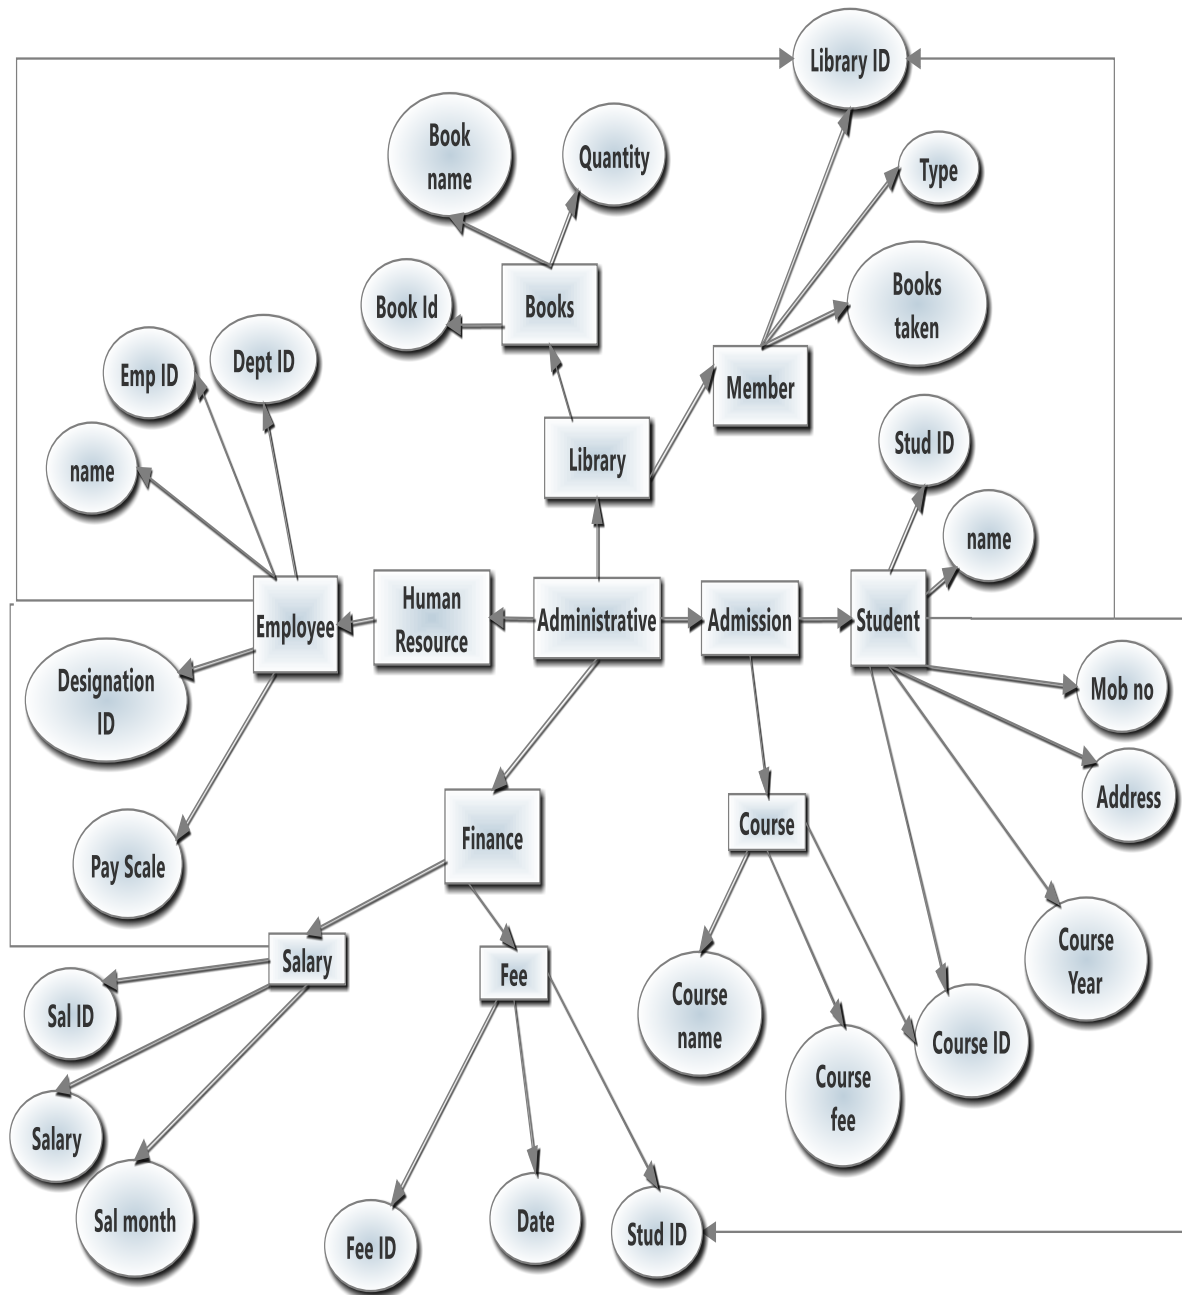 Library ID
Book
name
Quantity
Type
Books
taken
Book Id
Books
Emp ID
Dept ID
Member
name
Library
Stud ID
name
Employee
Human
Resource
Administrative
Admission
Student
Designation
ID
Mob no
Address
Pay Scale
Finance
Course
Salary
Fee
Course
Year
Sal ID
Course
name
Course ID
Course
fee
Salary
Sal month
Fee ID
Date
Stud ID